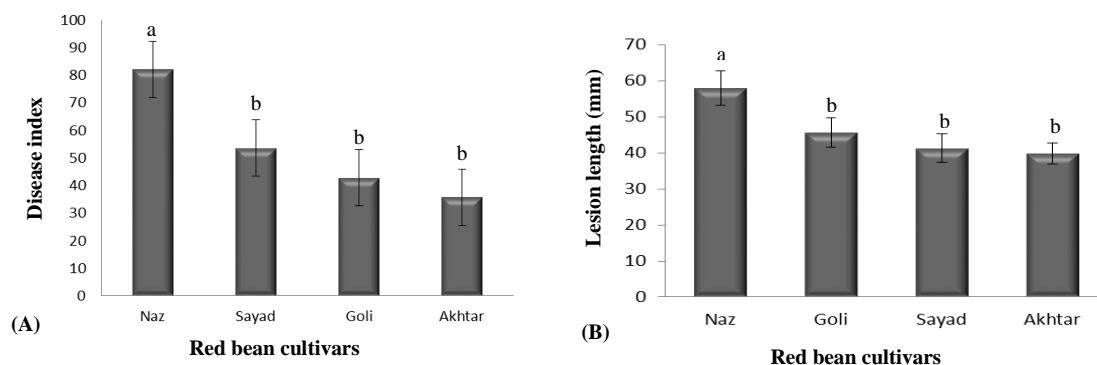 100
90
80
70
60
50
40
30
20
10
0
Disease index
a
b
b
b
Naz Sayad Goli Akhtar
(A)
Red bean cultivars
70
60
50
40
30
20
10
0
Lesion length (mm)
a
b
b
b
Naz Goli Sayad Akhtar
(B)
Red bean cultivars